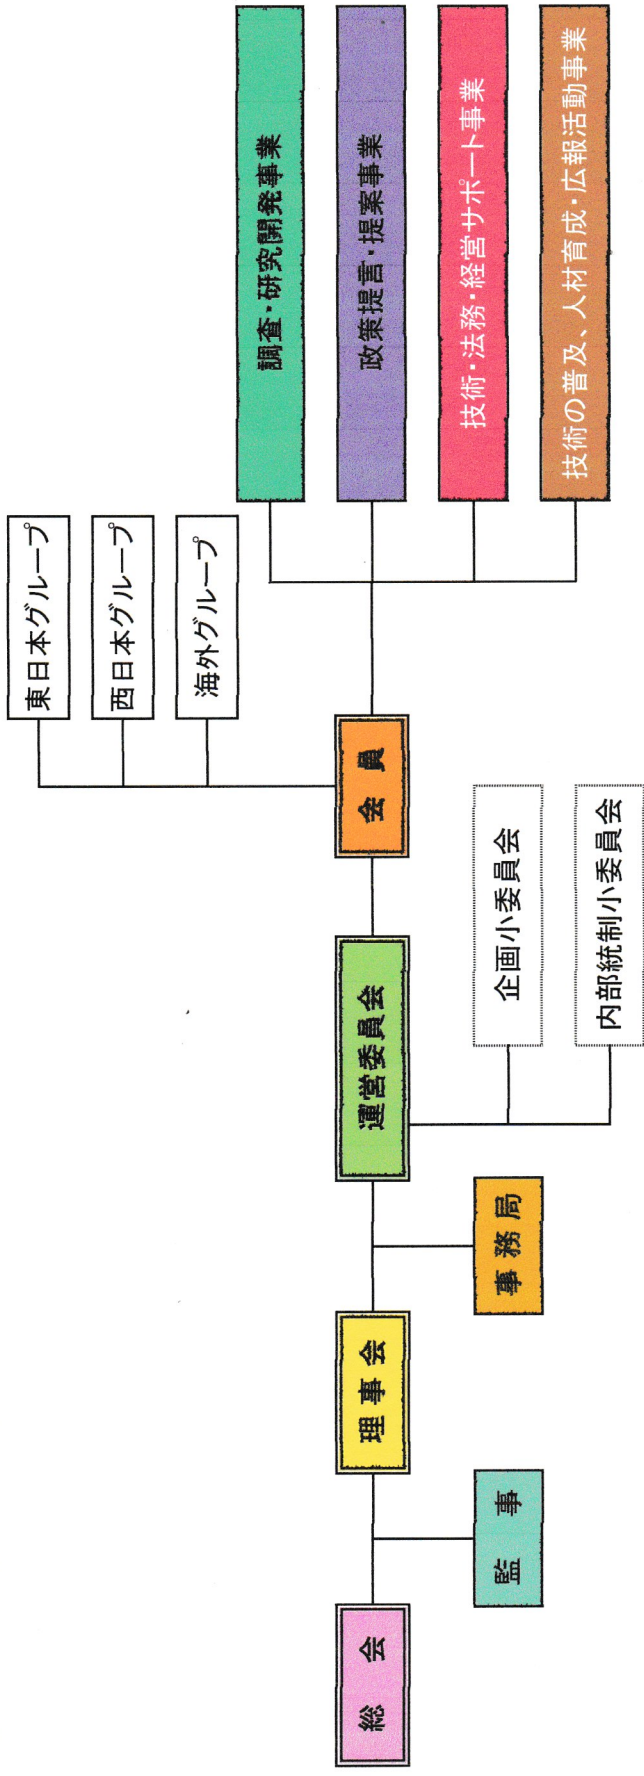 総会
監事
理事会
事務局
運営委員会
企画小委員会
内部統制小委員会
会員
東日本グループ
西日本グループ
海外グループ
調査・研究開発事業
政策提言・提案事業
技術・法務・経営サポート事業
技術の普及、人材育成・広報活動事業